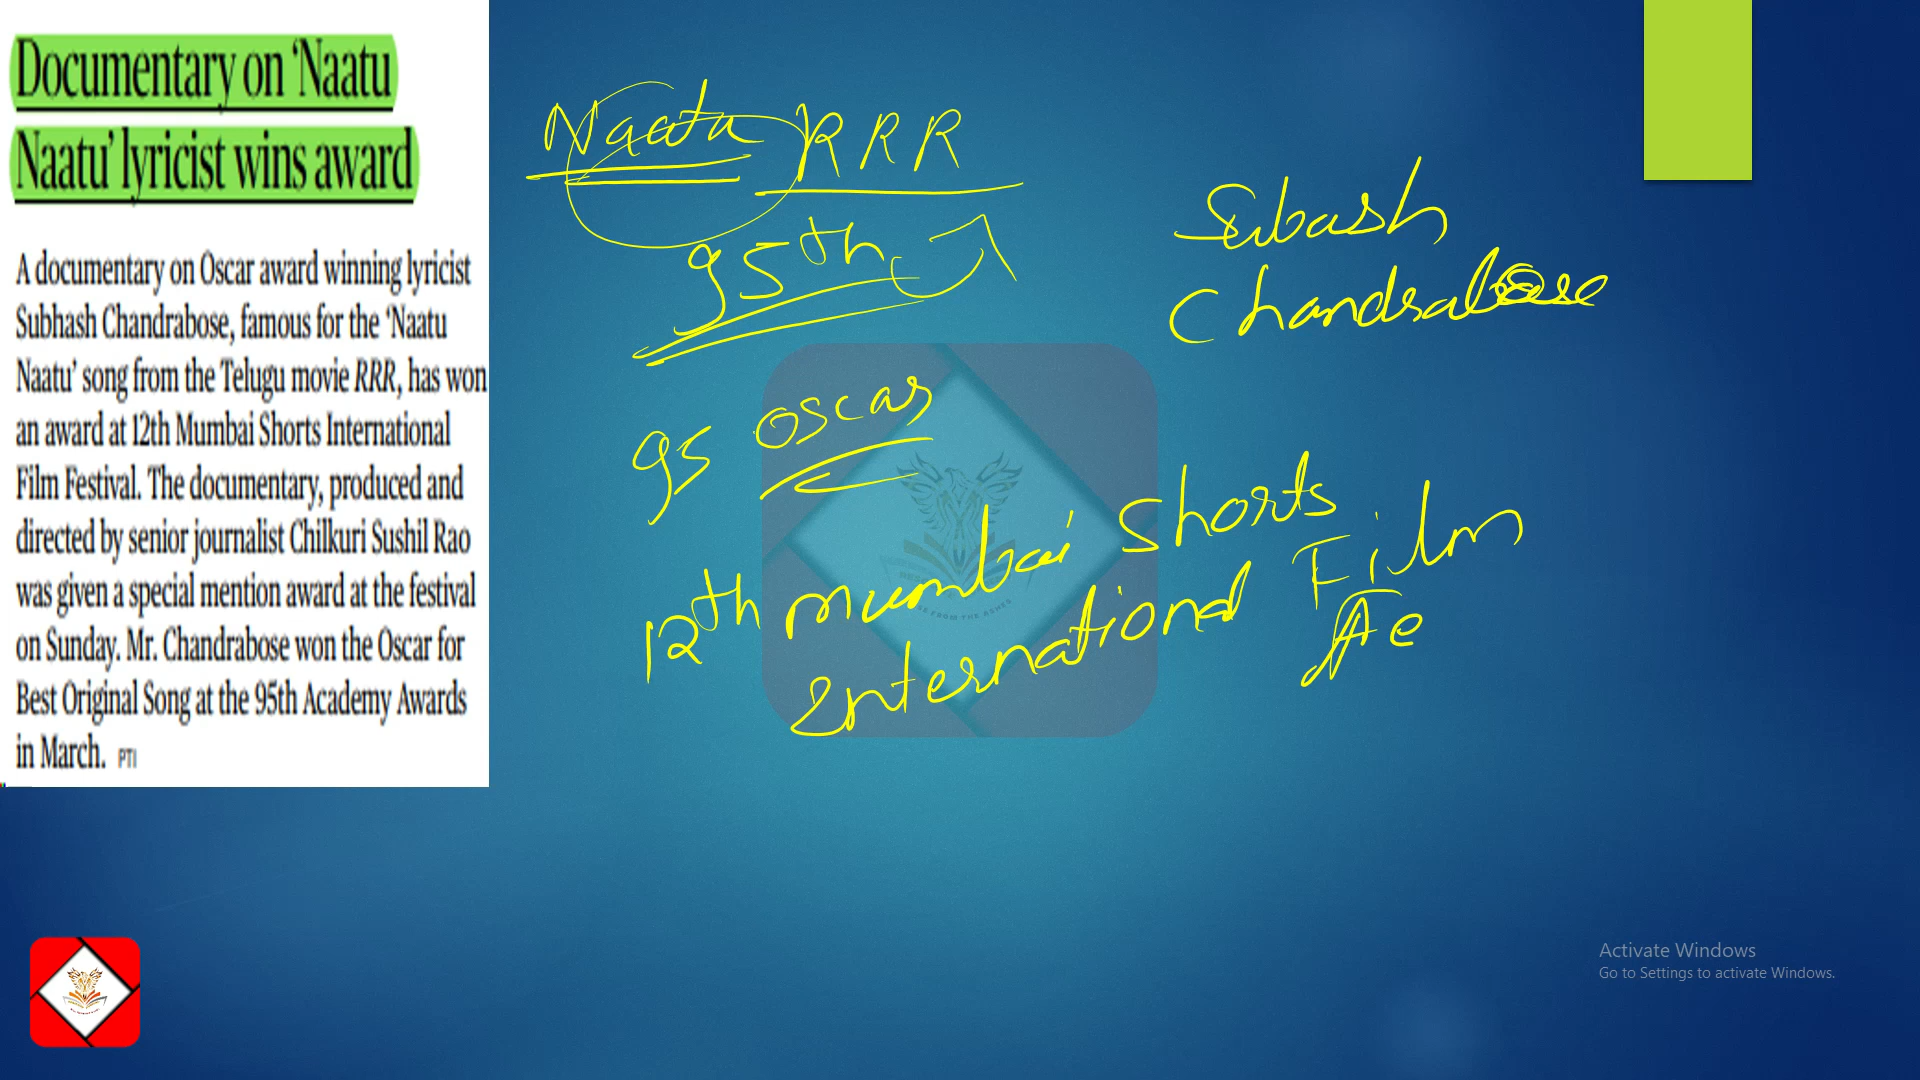 Documentary on ‘Naatu
Naatu’ lyricist wins award
A documentary on Oscar award winning lyricist
Subhash Chandrabose, famous for the ‘Naatu
Naatu’ song from the Telugu movie RRR, has won
an award at 12th Mumbai Shorts International
Film Festival. The documentary, produced and
directed by senior journalist Chilkuri Sushil Rao
was given a special mention award at the festival
on Sunday. Mr. Chandrabose won the Oscar for
Best Original Song at the 95th Academy Awards
in March. PTI
Naatu RRR
95th
Subash
Chandrabose
95 Oscar
12th Mumbai Shorts
International Film
Fe
Activate Windows
Go to Settings to activate Windows.